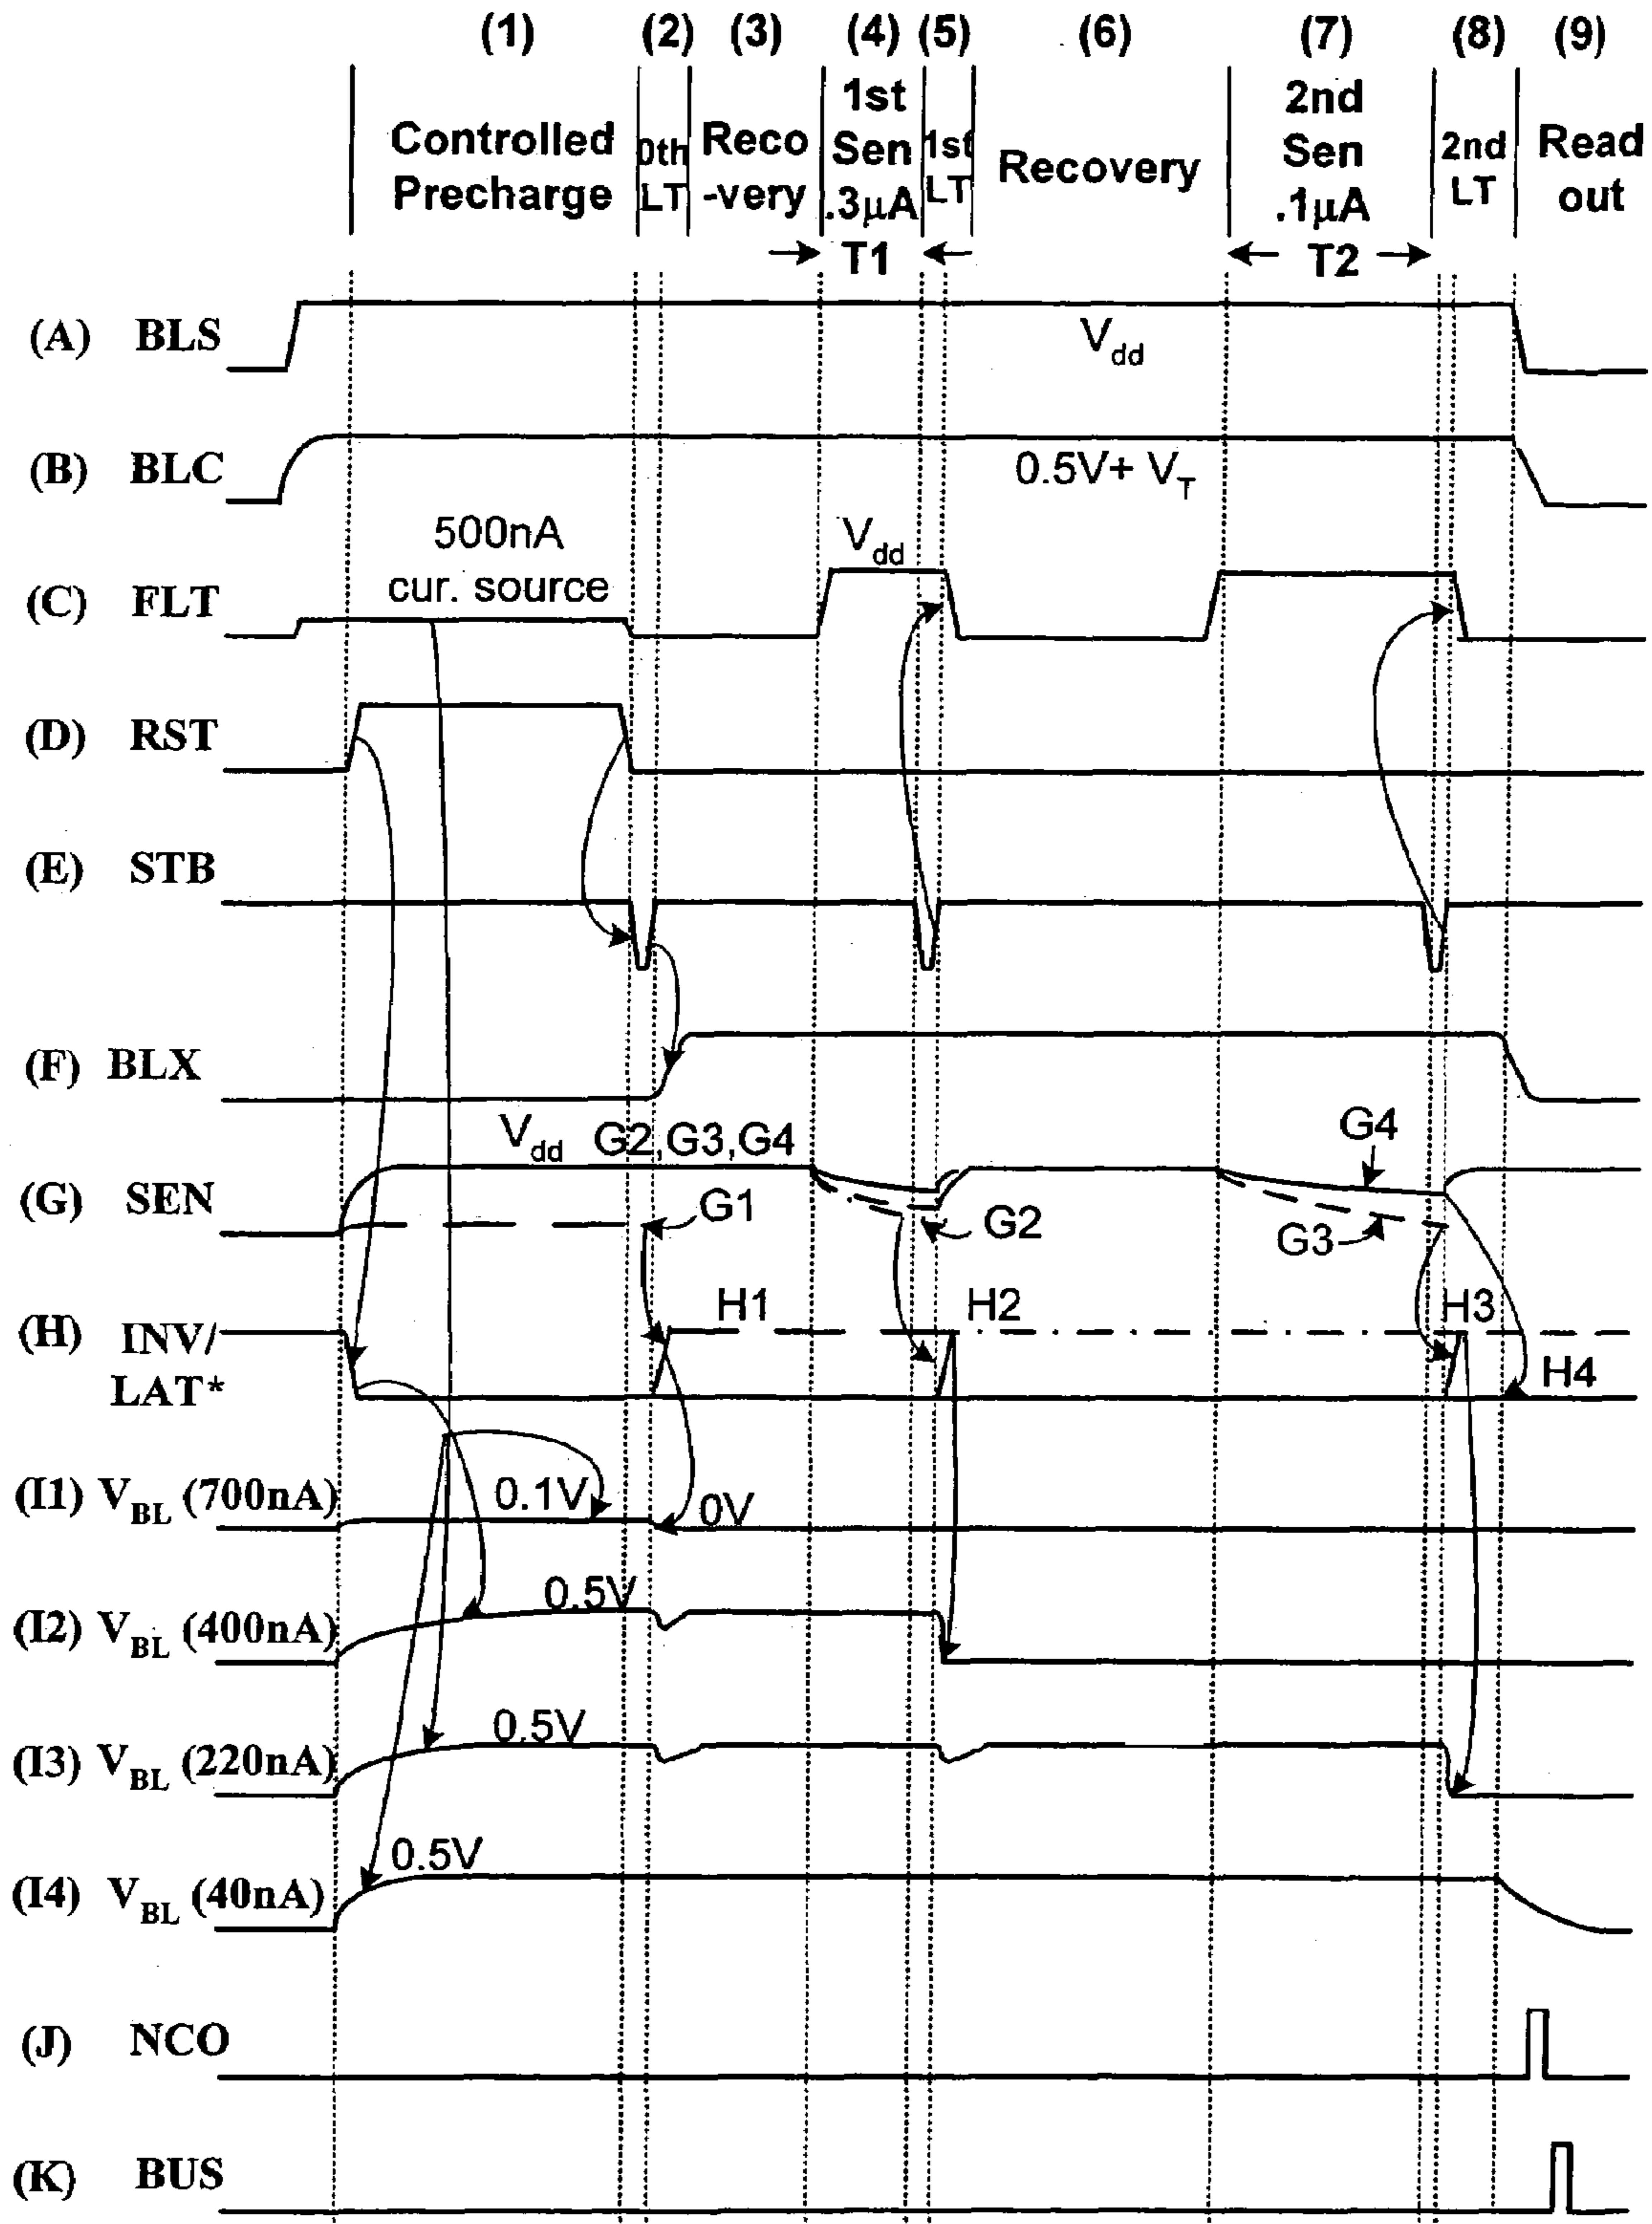 (1) (2) (3) (4) (5) (6) (7) (8) (9)
Controlled Precharge
0th LT
Reco-very
1st Sen .3μA
1st LT
Recovery
2nd Sen .1μA
2nd LT
Read out
T1
T2
(A) BLS
Vdd
(B) BLC
0.5V+ VT
500nA
cur. source
Vdd
(C) FLT
(D) RST
(E) STB
(F) BLX
Vdd G2,G3,G4
G4
(G) SEN
G1
G2
G3
(H) INV/
LAT*
H1
H2
H3
H4
(I1) VBL (700nA)
0.1V
0V
(I2) VBL (400nA)
0.5V
(I3) VBL (220nA)
0.5V
(I4) VBL (40nA)
0.5V
(J) NCO
(K) BUS